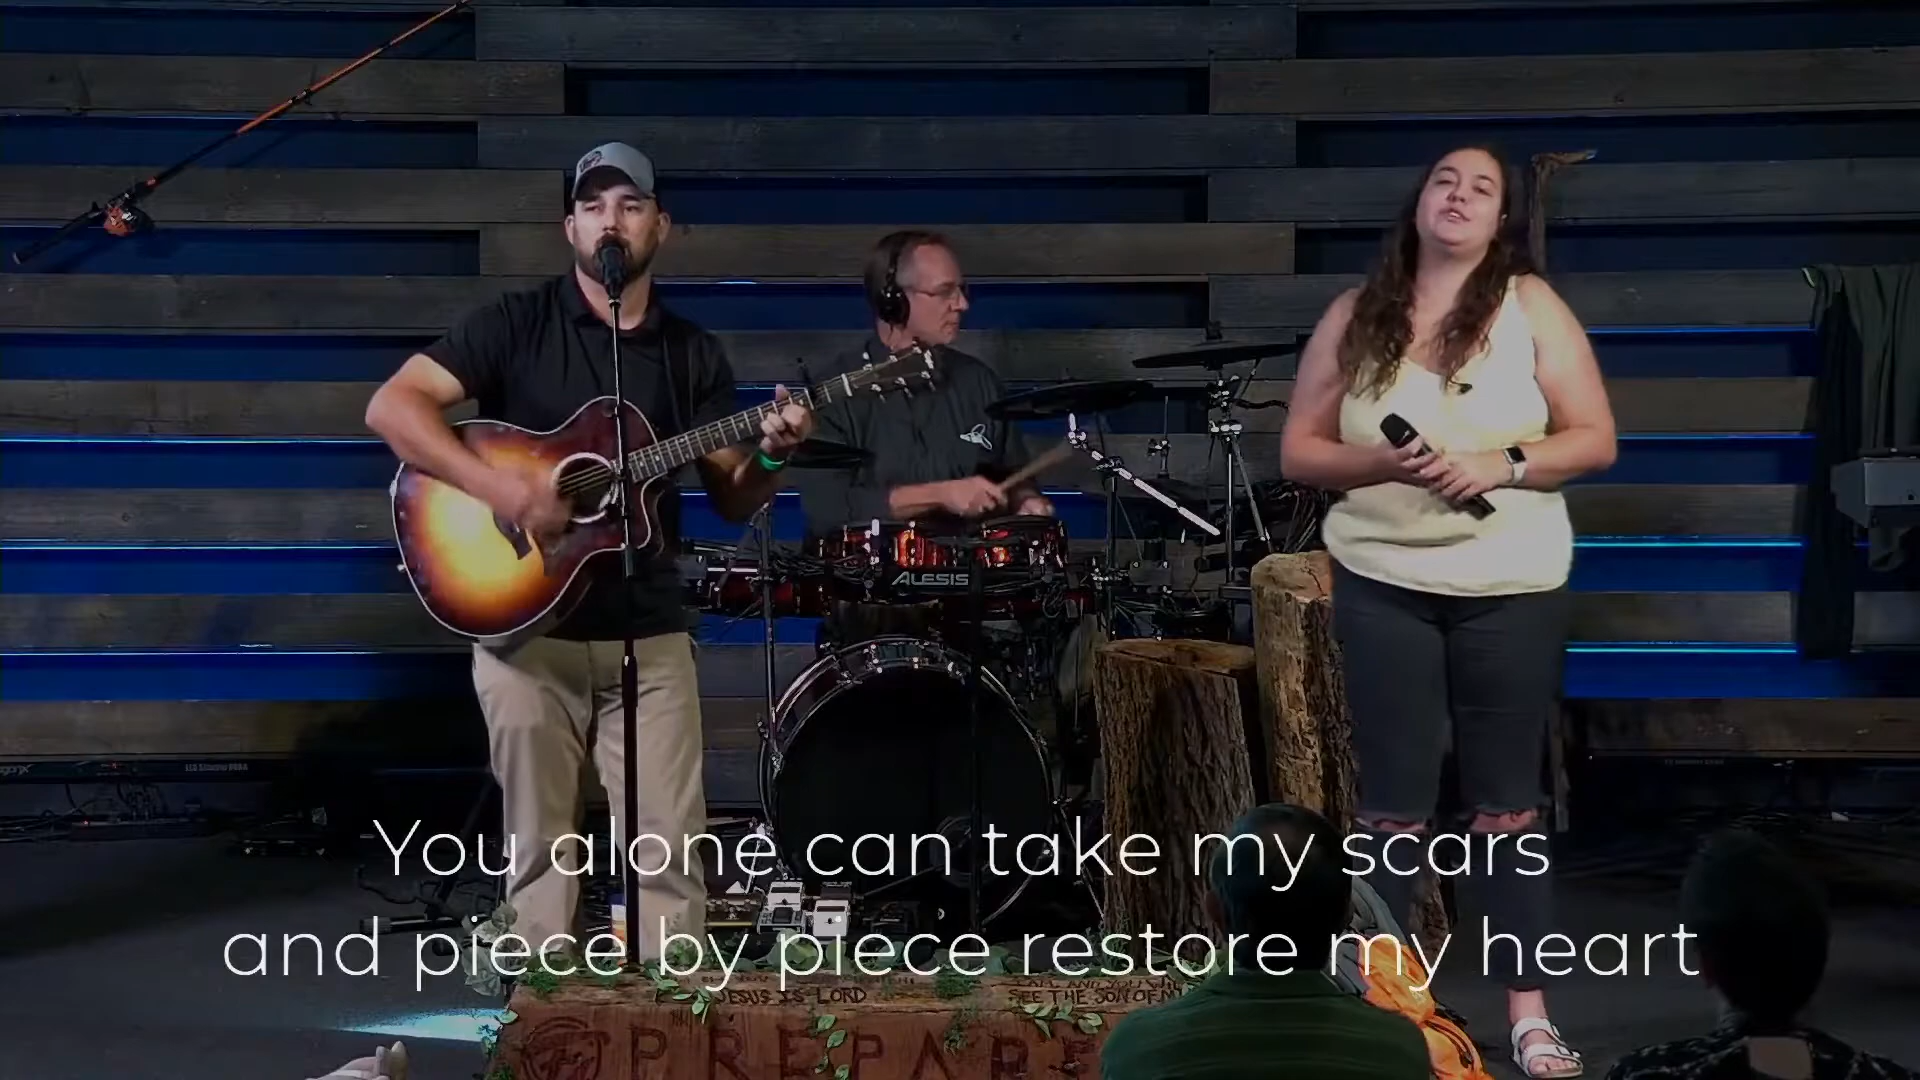 ALESIS
You alone can take my scars
and piece by piece restore my heart
JESUS IS LORD
SEE THE SON OF M
PREPARE